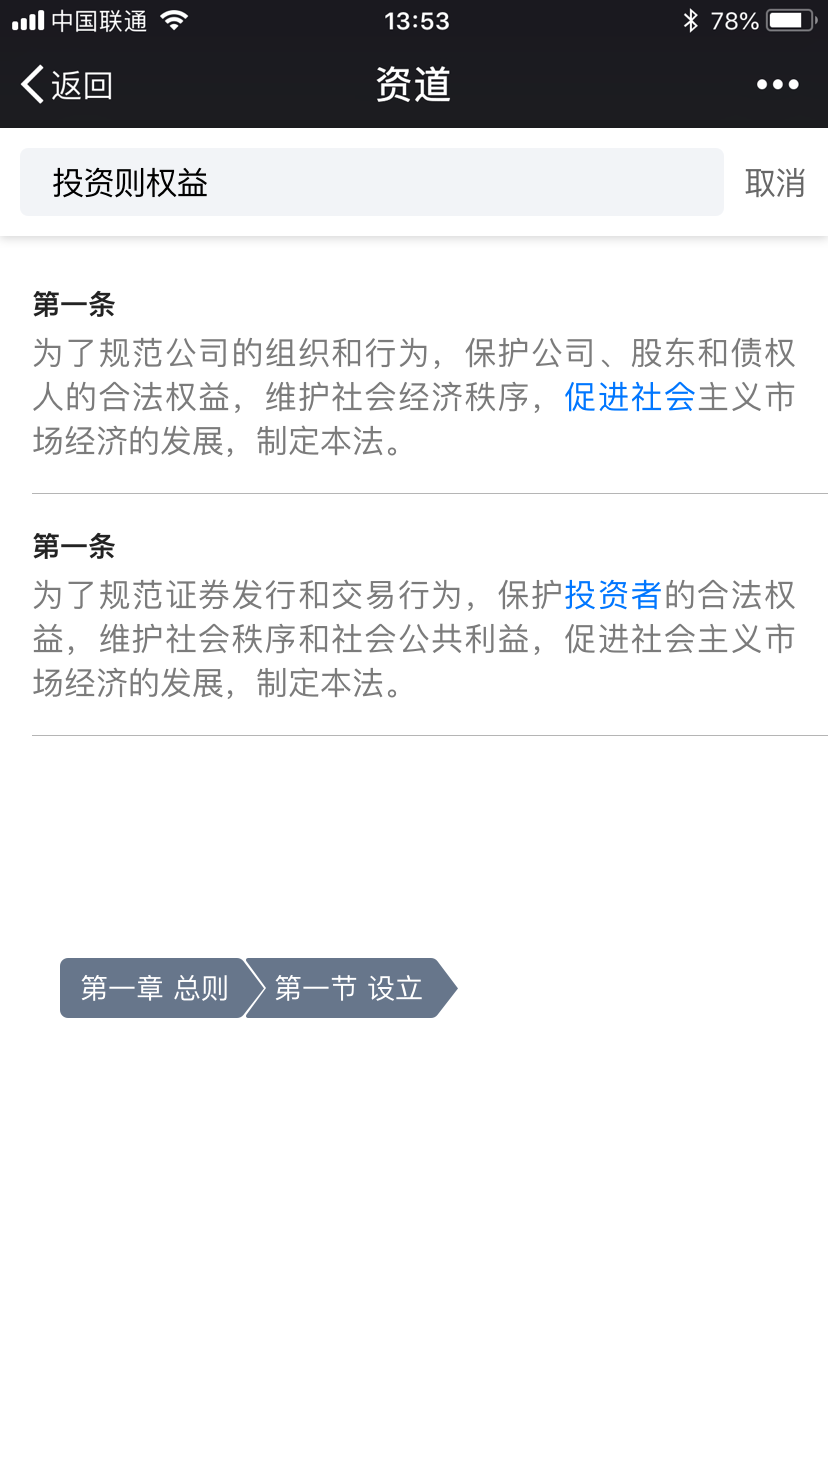 中国联通
13:53
78%
返回
资道
投资则权益
取消
第一条
为了规范公司的组织和行为，保护公司、股东和债权
人的合法权益，维护社会经济秩序，促进社会主义市
场经济的发展，制定本法。
第一条
为了规范证券发行和交易行为，保护投资者的合法权
益，维护社会秩序和社会公共利益，促进社会主义市
场经济的发展，制定本法。
第一章 总则
第一节 设立